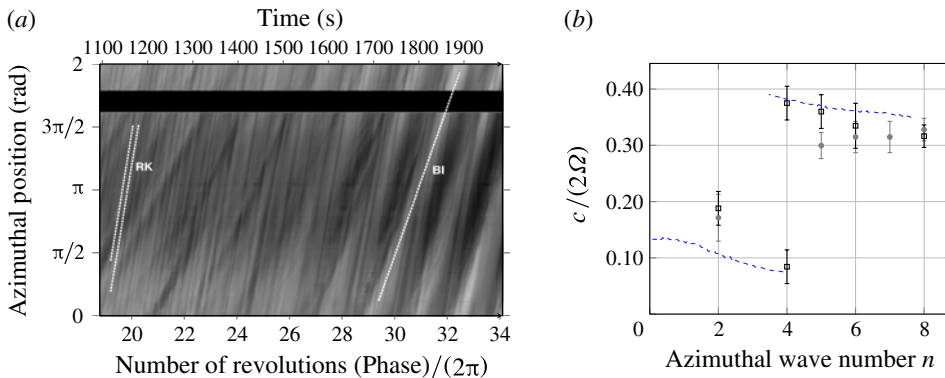 (a)
Time (s)
1100 1200 1300 1400 1500 1600 1700 1800 1900
Azimuthal position (rad)
2
3π/2
π
π/2
0
RK
BI
20 22 24 26 28 30 32 34
Number of revolutions (Phase)/(2π)
(b)
c/(2Ω)
0.40
0.30
0.20
0.10
0 2 4 6 8
Azimuthal wave number n